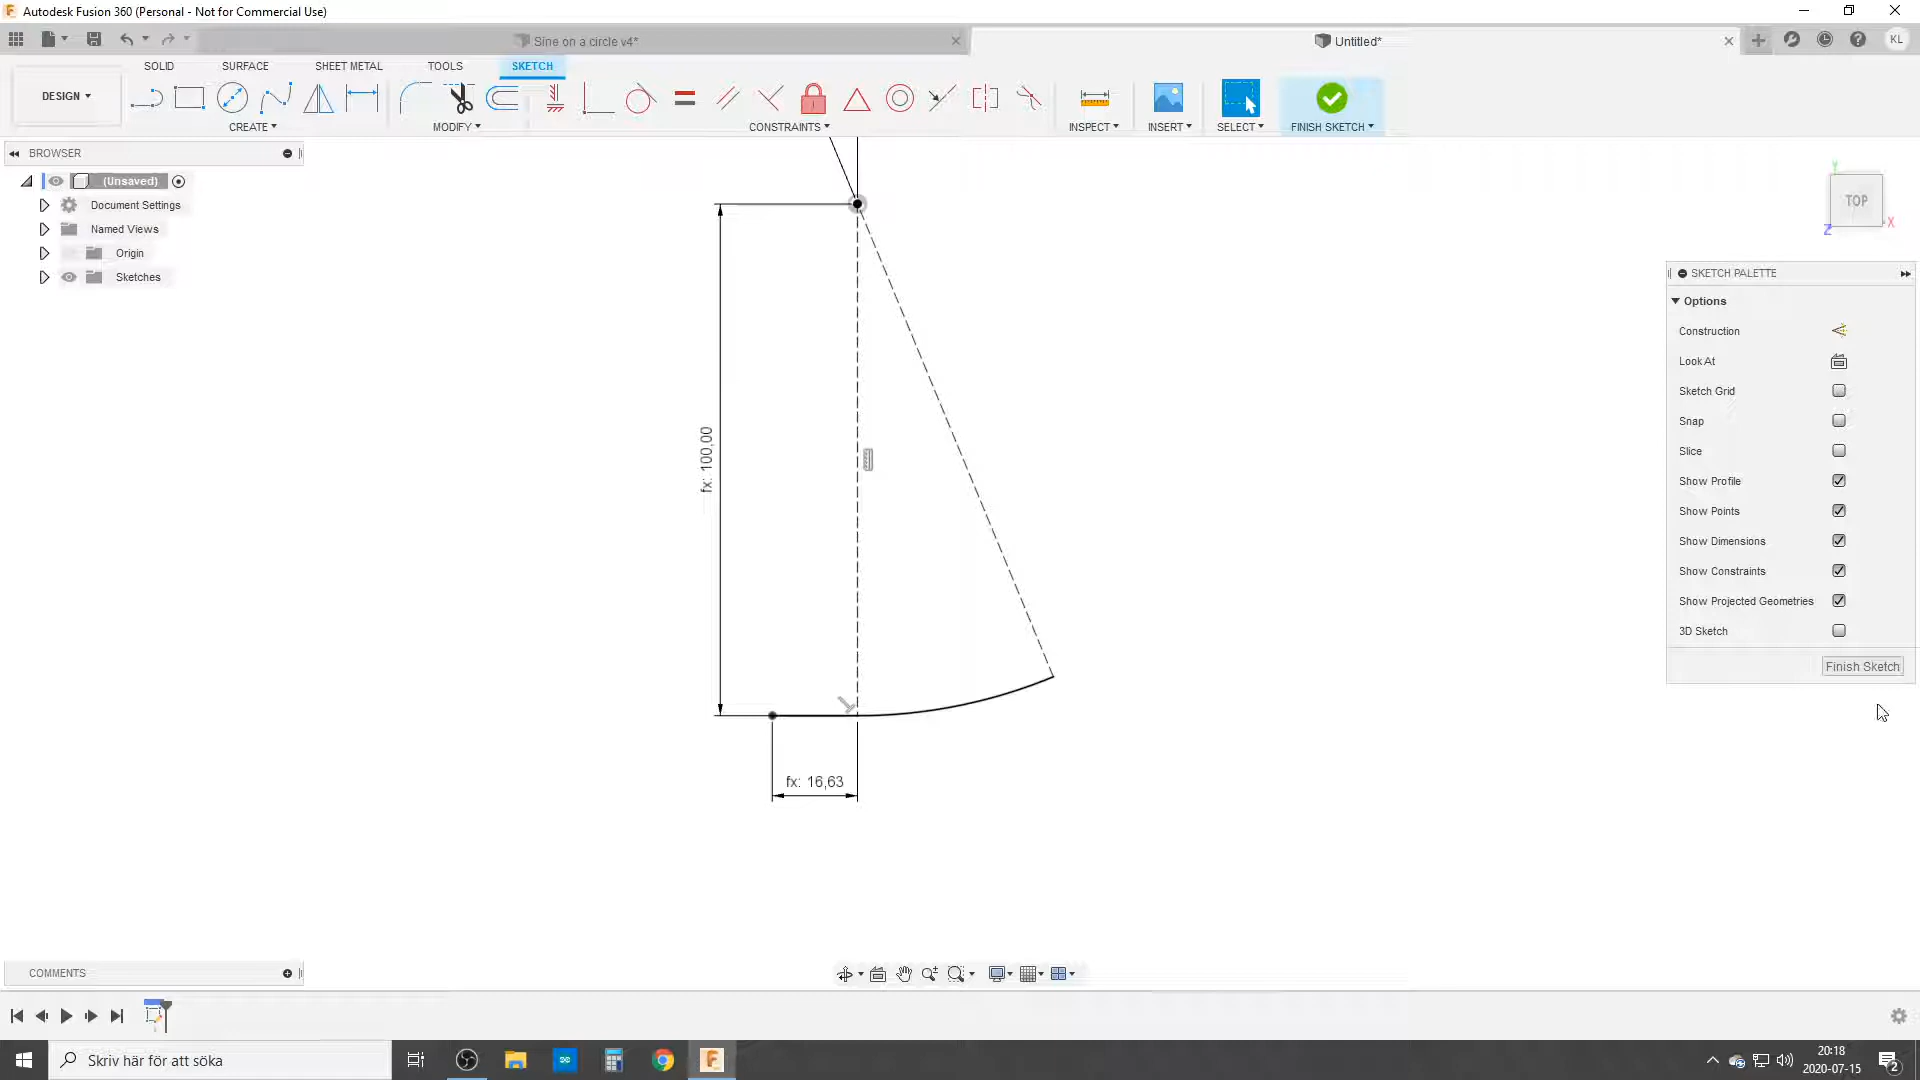 Autodesk Fusion 360 (Personal - Not for Commercial Use)
Sine on a circle v4*
Untitled*
KL
SOLID SURFACE SHEET METAL TOOLS SKETCH
DESIGN
CREATE MODIFY CONSTRAINTS INSPECT INSERT SELECT FINISH SKETCH
BROWSER
(Unsaved)
Document Settings
Named Views
Origin
Sketches
Y
TOP
X
Z
SKETCH PALETTE
Options
Construction
Look At
Sketch Grid
Snap
Slice
Show Profile
Show Points
Show Dimensions
Show Constraints
Show Projected Geometries
3D Sketch
Finish Sketch
fx: 100,00
fx: 16,63
COMMENTS
Skriv här för att söka
20:18
2020-07-15
2